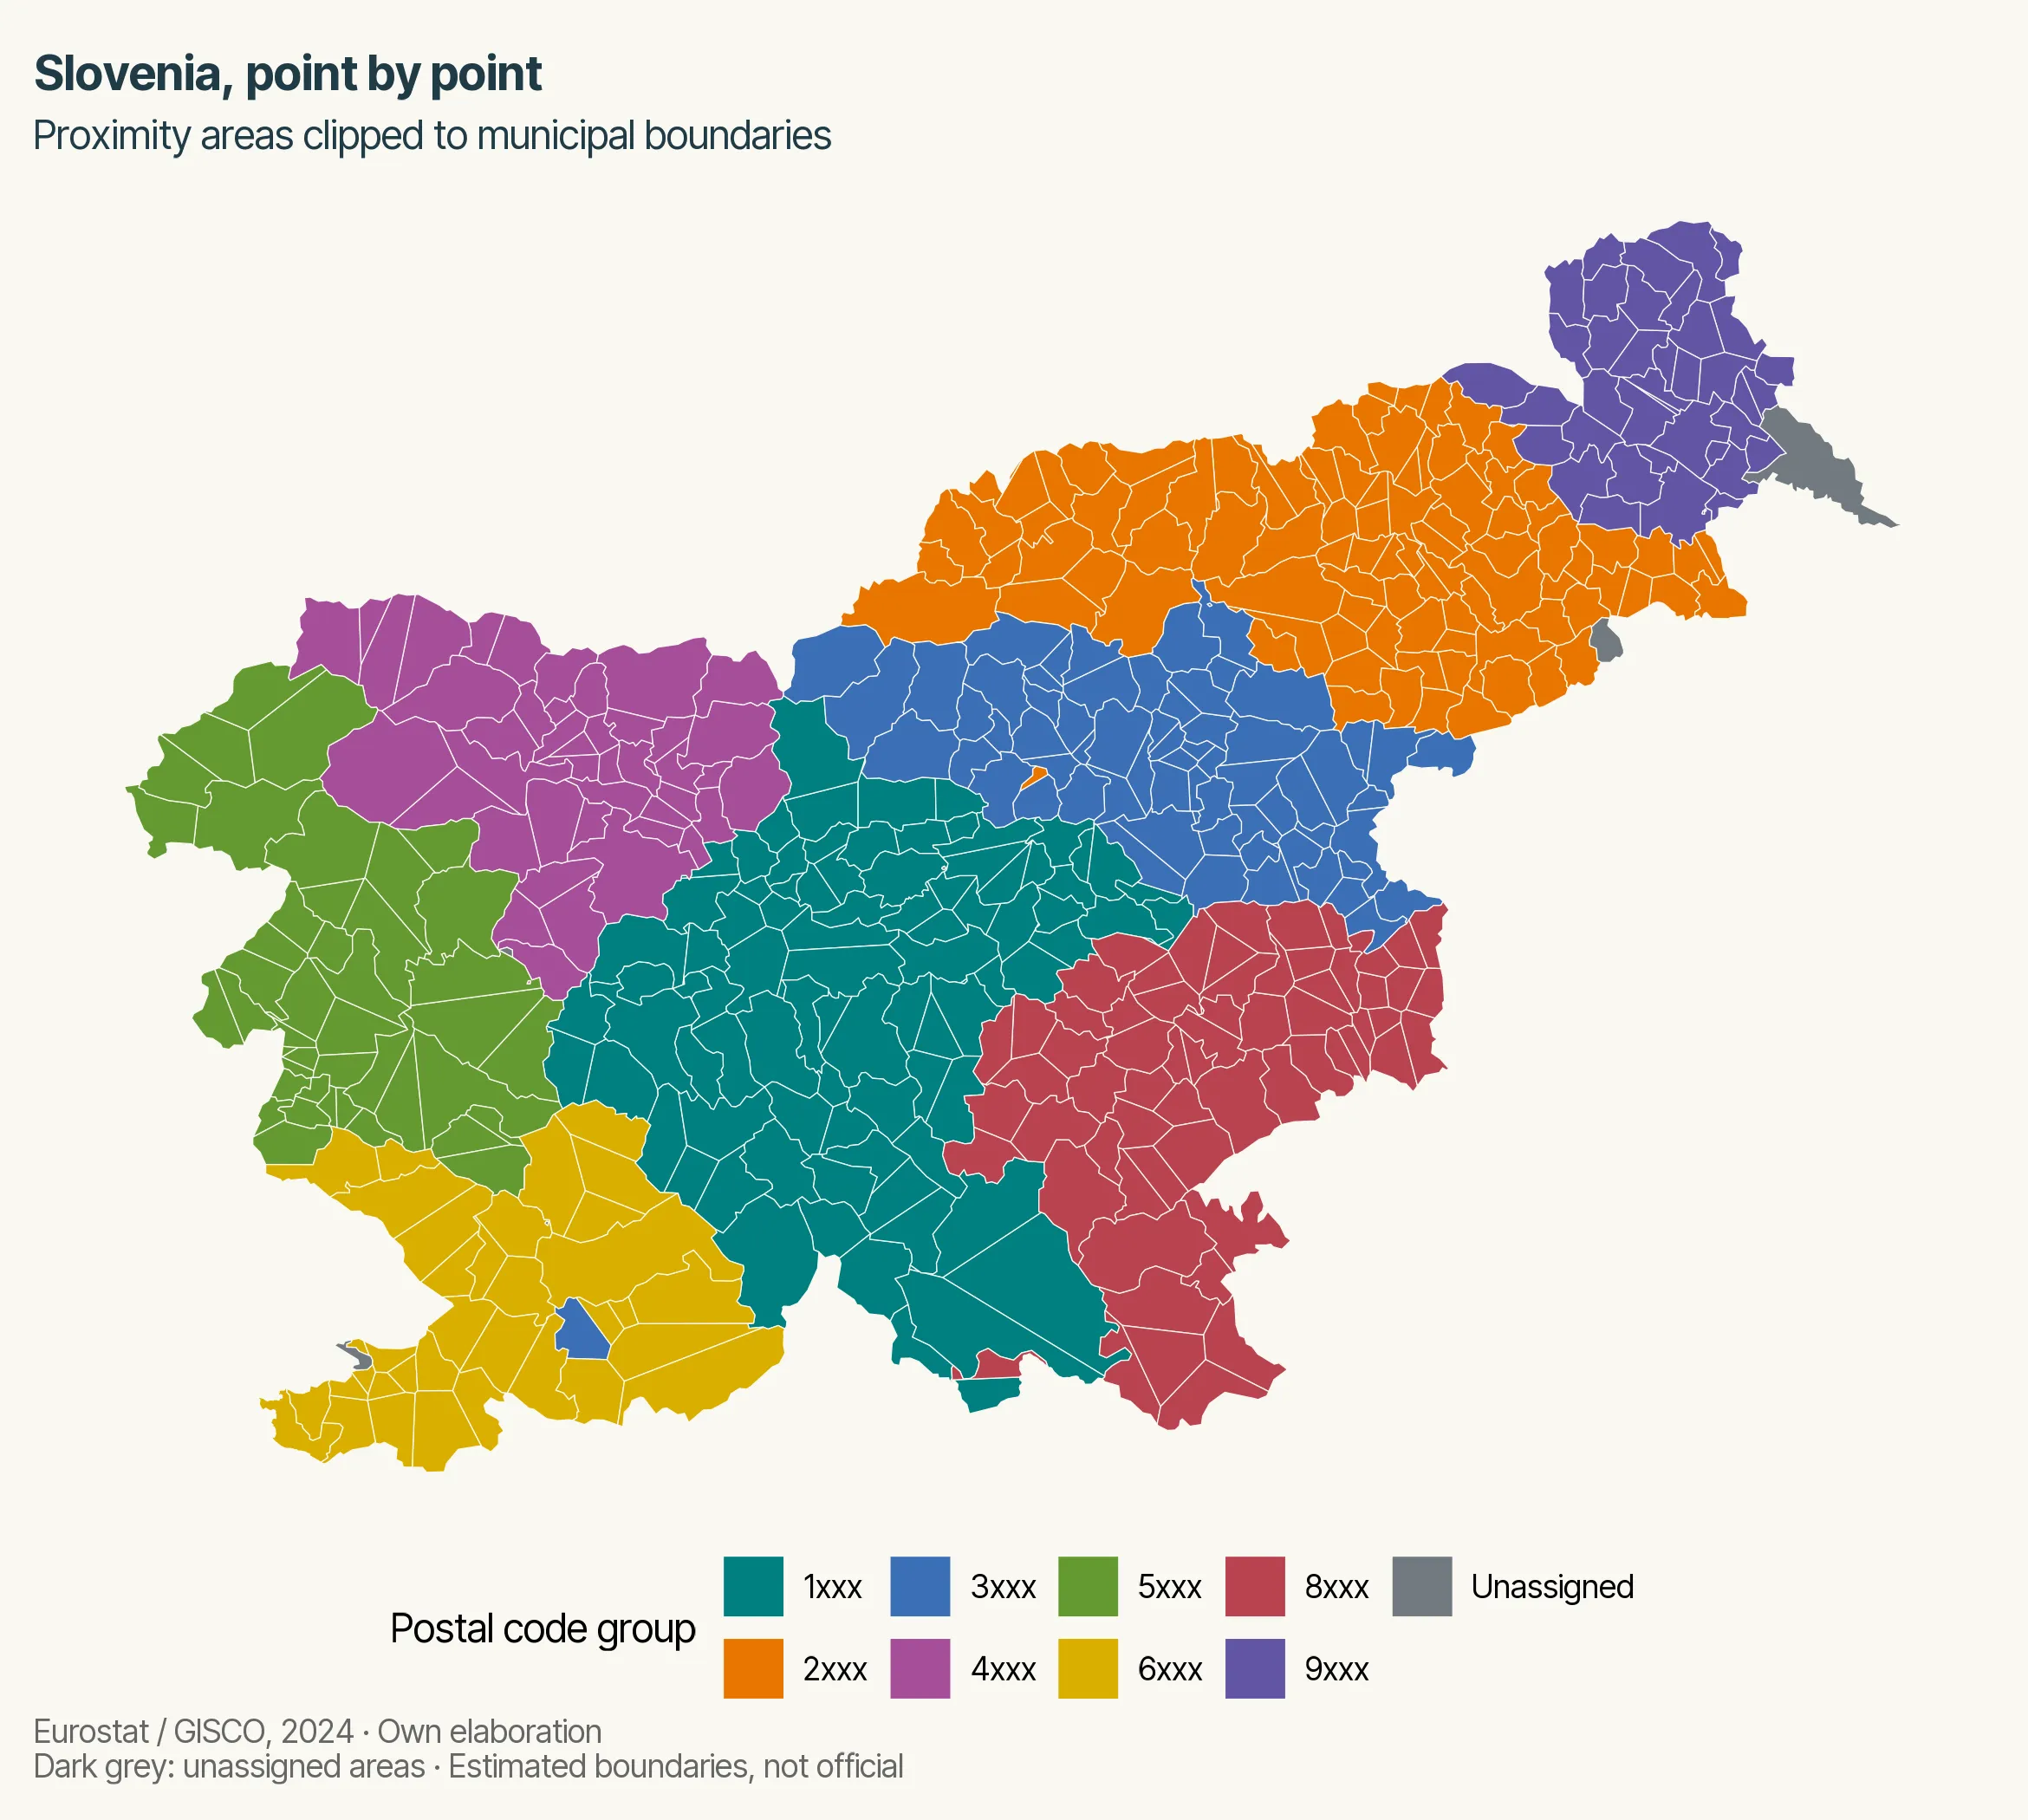 Slovenia, point by point
Proximity areas clipped to municipal boundaries
Postal code group
1xxx
3xxx
5xxx
8xxx
Unassigned
2xxx
4xxx
6xxx
9xxx
Eurostat / GISCO, 2024 · Own elaboration
Dark grey: unassigned areas · Estimated boundaries, not official